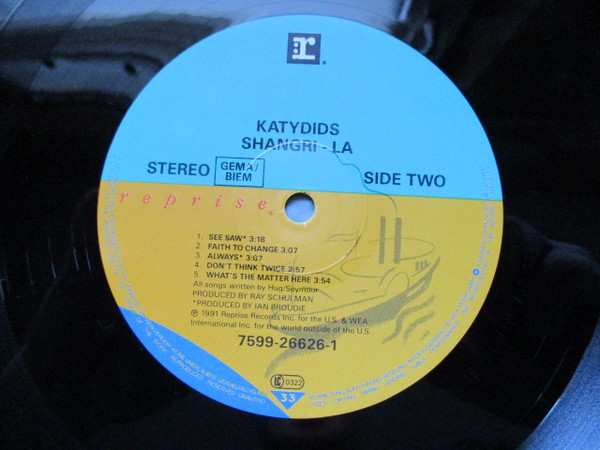 r
KATYDIDS
SHANGRI-LA
STEREO GEMA/BIEM SIDE TWO
reprise
1. SEE SAW* 3:18
2. FAITH TO CHANGE 3:07
3. ALWAYS* 3:07
4. DON'T THINK TWICE 2:57
5. WHAT'S THE MATTER HERE 3:54
All songs written by Hug/Seymour
PRODUCED BY RAY SCHULMAN
*PRODUCED BY IAN BROUDIE
℗ 1991 Reprise Records Inc. for the U.S. & WEA
International Inc. for the world outside of the U.S.
7599-26626-1
LC 0322
33